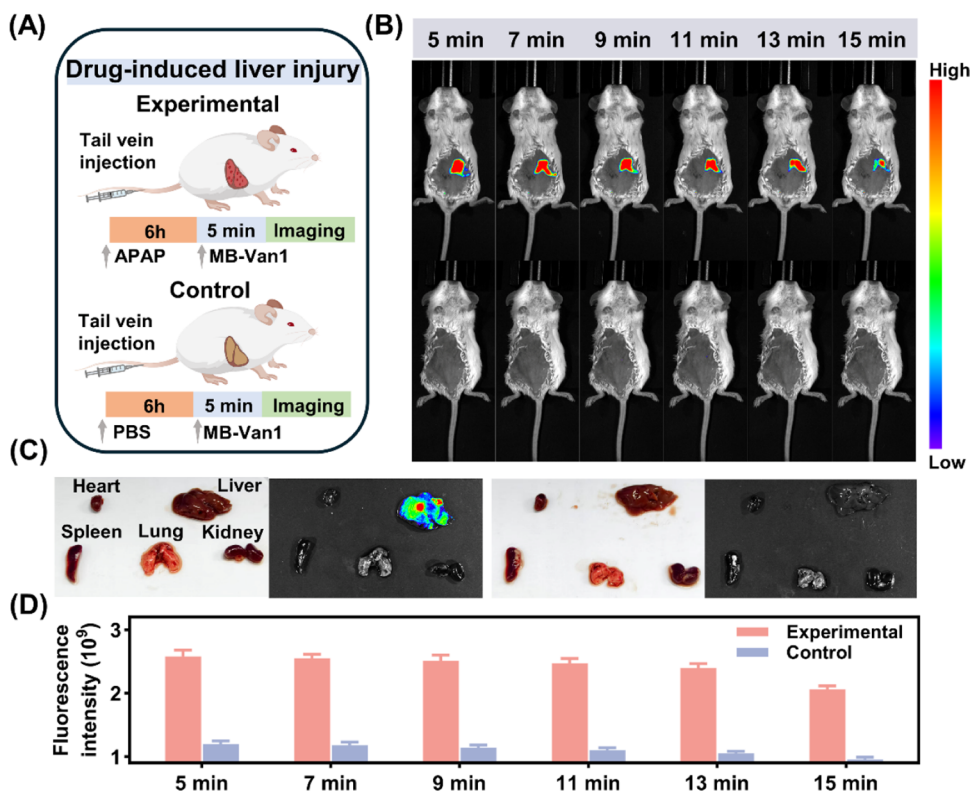 (A)
Drug-induced liver injury
Experimental
Tail vein
injection
6h 5 min Imaging
APAP MB-Van1
Control
Tail vein
injection
6h 5 min Imaging
PBS MB-Van1
(B)
5 min 7 min 9 min 11 min 13 min 15 min
High
Low
(C)
Heart Liver
Spleen Lung Kidney
(D)
Fluorescence
intensity (10⁹)
3
2
1
Experimental
Control
5 min 7 min 9 min 11 min 13 min 15 min